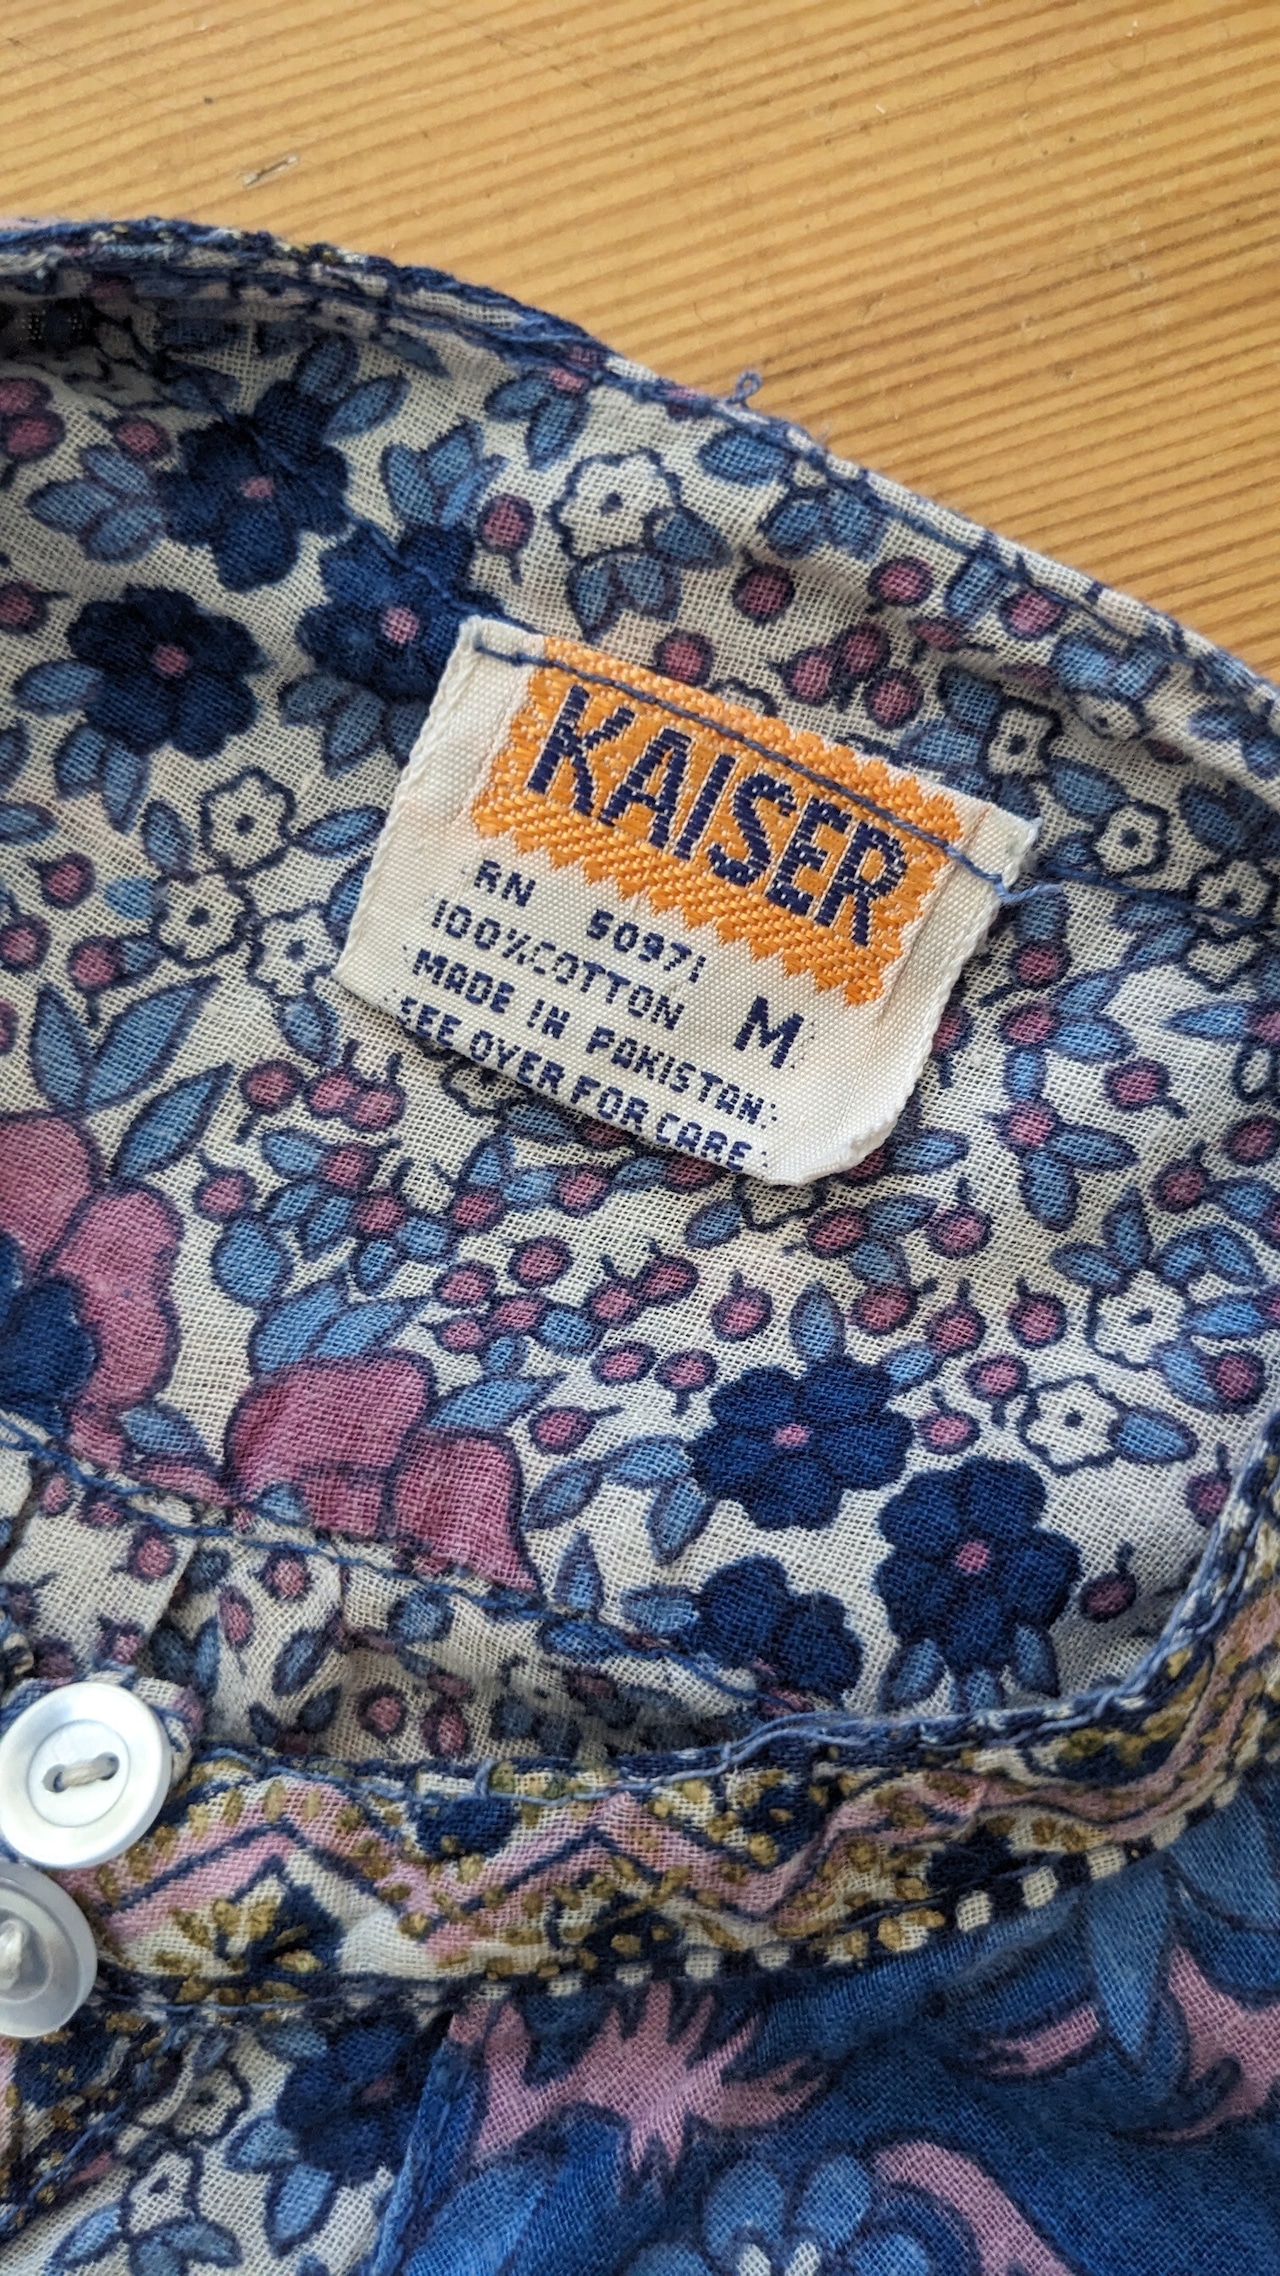 KAISER
RN 50971
100%COTTON M
MADE IN PAKISTAN
SEE OVER FOR CARE